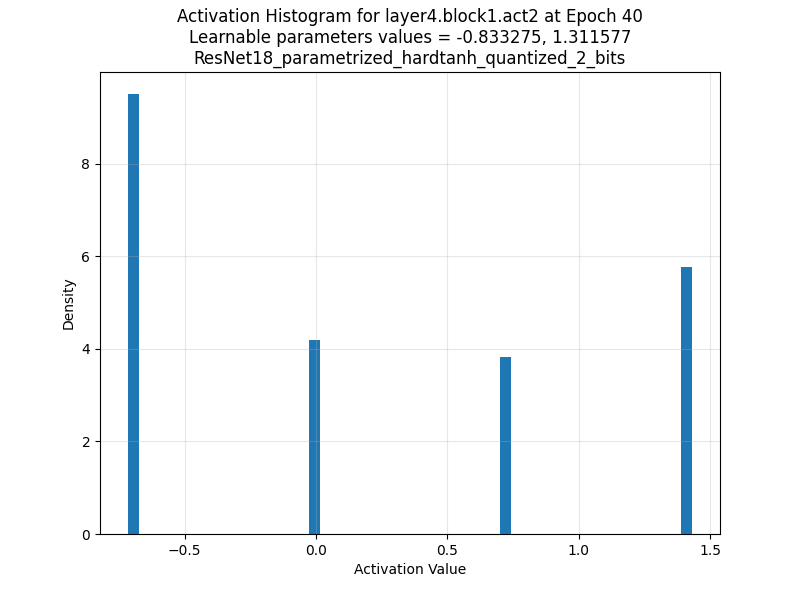 Activation Histogram for layer4.block1.act2 at Epoch 40
Learnable parameters values = -0.833275, 1.311577
ResNet18_parametrized_hardtanh_quantized_2_bits
Density
8
6
4
2
0
−0.5
0.0
0.5
1.0
1.5
Activation Value